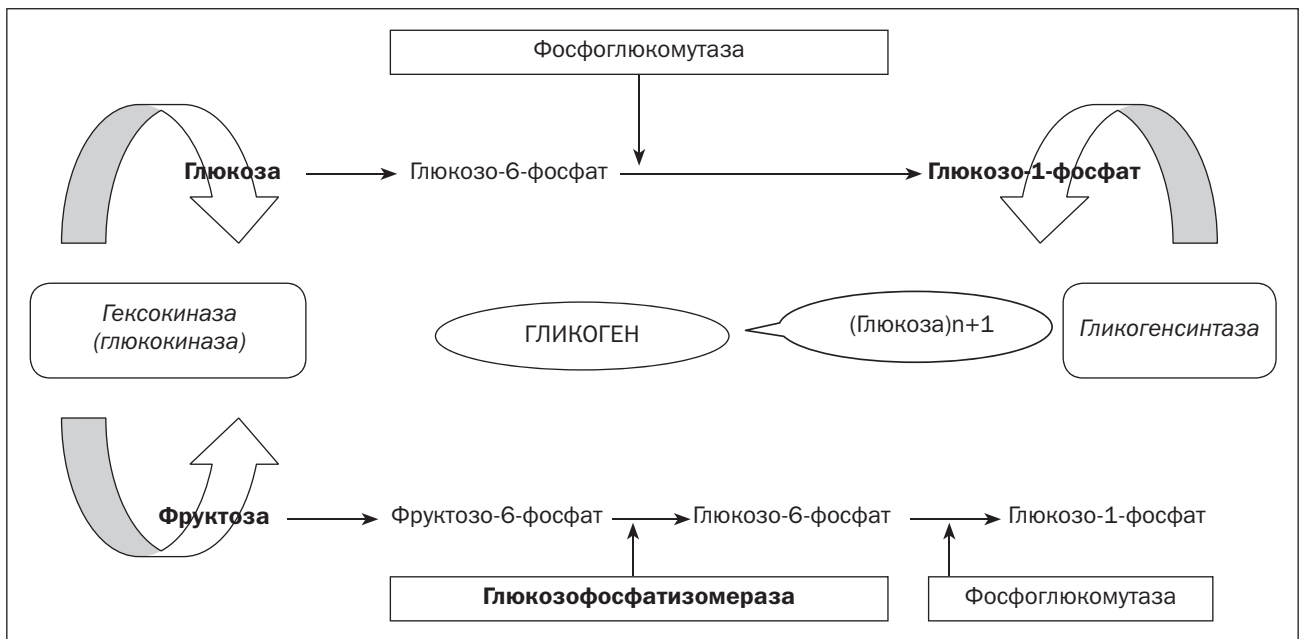 Фосфоглюкомутаза
Глюкоза
Глюкозо-6-фосфат
Глюкозо-1-фосфат
Гексокиназа
(глюкокиназа)
ГЛИКОГЕН
(Глюкоза)n+1
Гликогенсинтаза
Фруктоза
Фруктозо-6-фосфат
Глюкозо-6-фосфат
Глюкозо-1-фосфат
Глюкозофосфатизомераза
Фосфоглюкомутаза